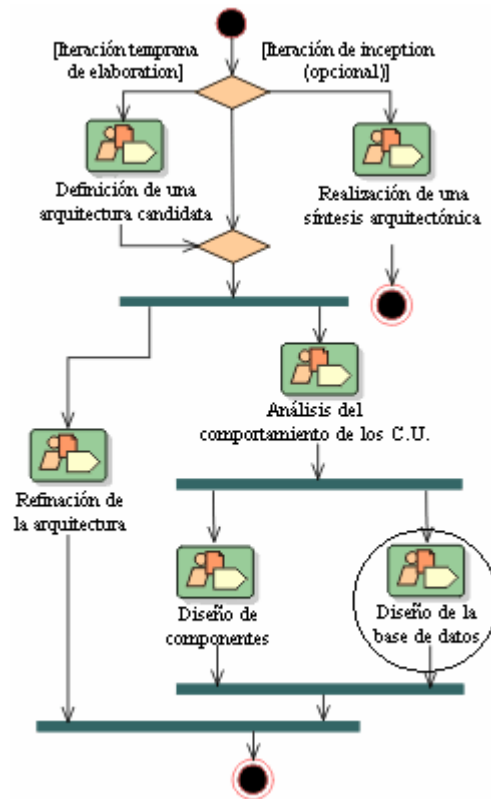 [Iteración temprana
de elaboration]
[Iteración de inception
(opcional)]
Definición de una
arquitectura candidata
Realización de una
síntesis arquitectónica
Análisis del
comportamiento de los C.U.
Refinación de
la arquitectura
Diseño de
componentes
Diseño de la
base de datos